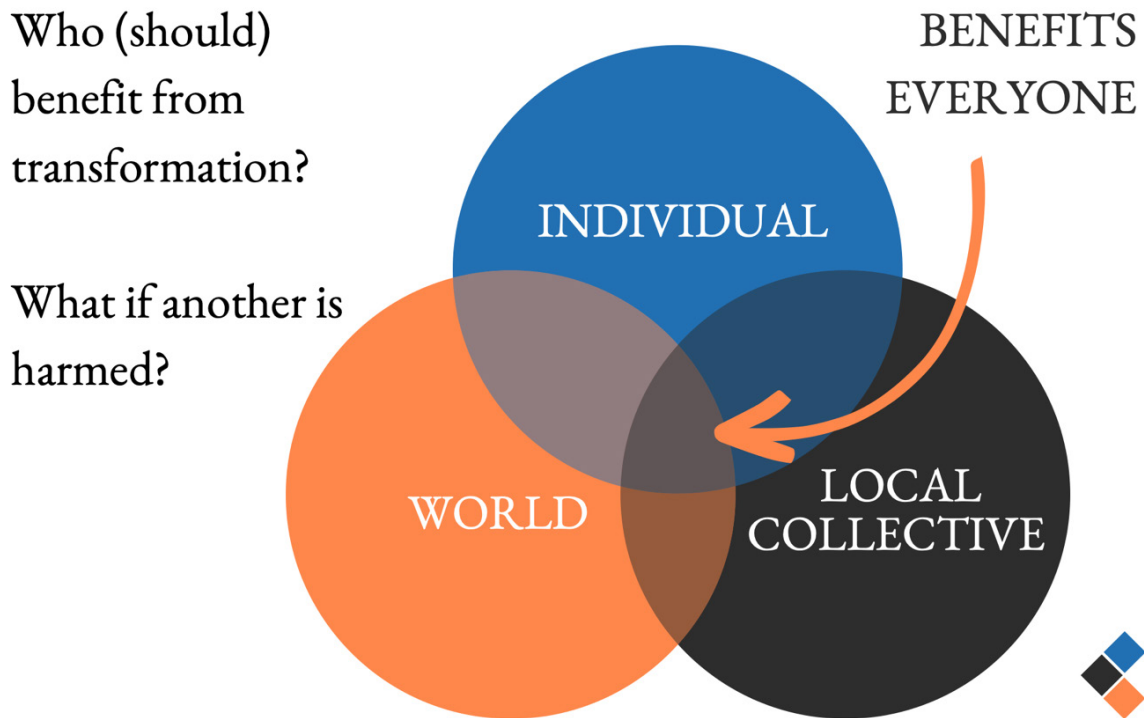 Who (should)
benefit from
transformation?
What if another is
harmed?
BENEFITS
EVERYONE
INDIVIDUAL
WORLD
LOCAL
COLLECTIVE